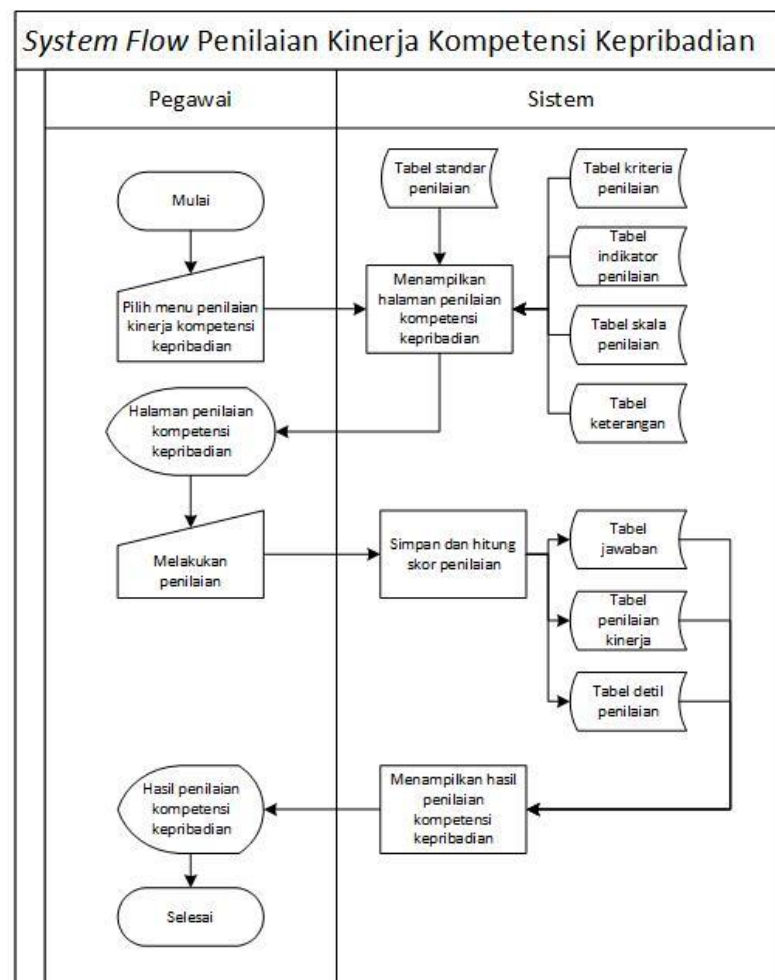 System Flow Penilaian Kinerja Kompetensi Kepribadian
Pegawai
Sistem
Mulai
Tabel standar
penilaian
Tabel kriteria
penilaian
Tabel
indikator
penilaian
Pilih menu penilaian
kinerja kompetensi
kepribadian
Menampilkan
halaman penilaian
kompetensi
kepribadian
Tabel skala
penilaian
Tabel
keterangan
Halaman penilaian
kompetensi
kepribadian
Melakukan
penilaian
Simpan dan hitung
skor penilaian
Tabel
jawaban
Tabel
penilaian
kinerja
Tabel detil
penilaian
Menampilkan hasil
penilaian
kompetensi
kepribadian
Hasil penilaian
kompetensi
kepribadian
Selesai